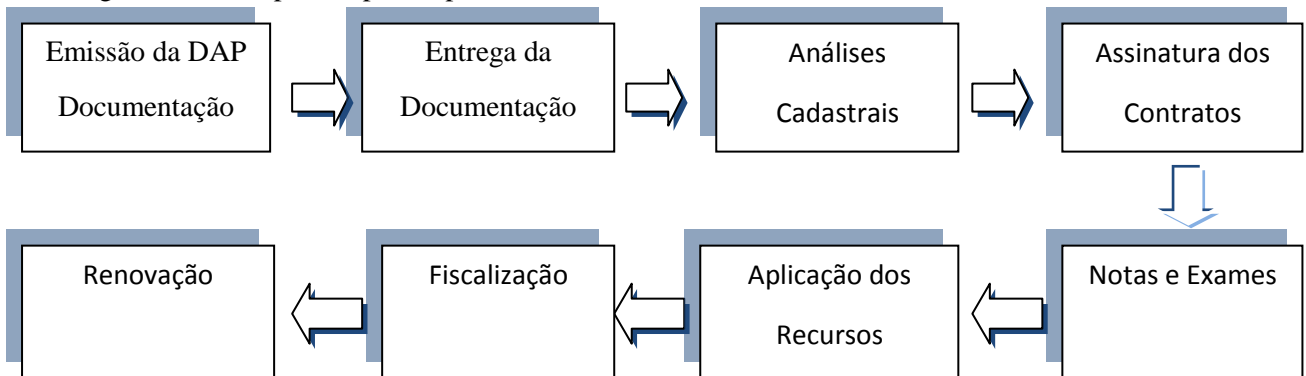 Emissão da DAP
Documentação
Entrega da
Documentação
Análises
Cadastrais
Assinatura dos
Contratos
Notas e Exames
Aplicação dos
Recursos
Fiscalização
Renovação